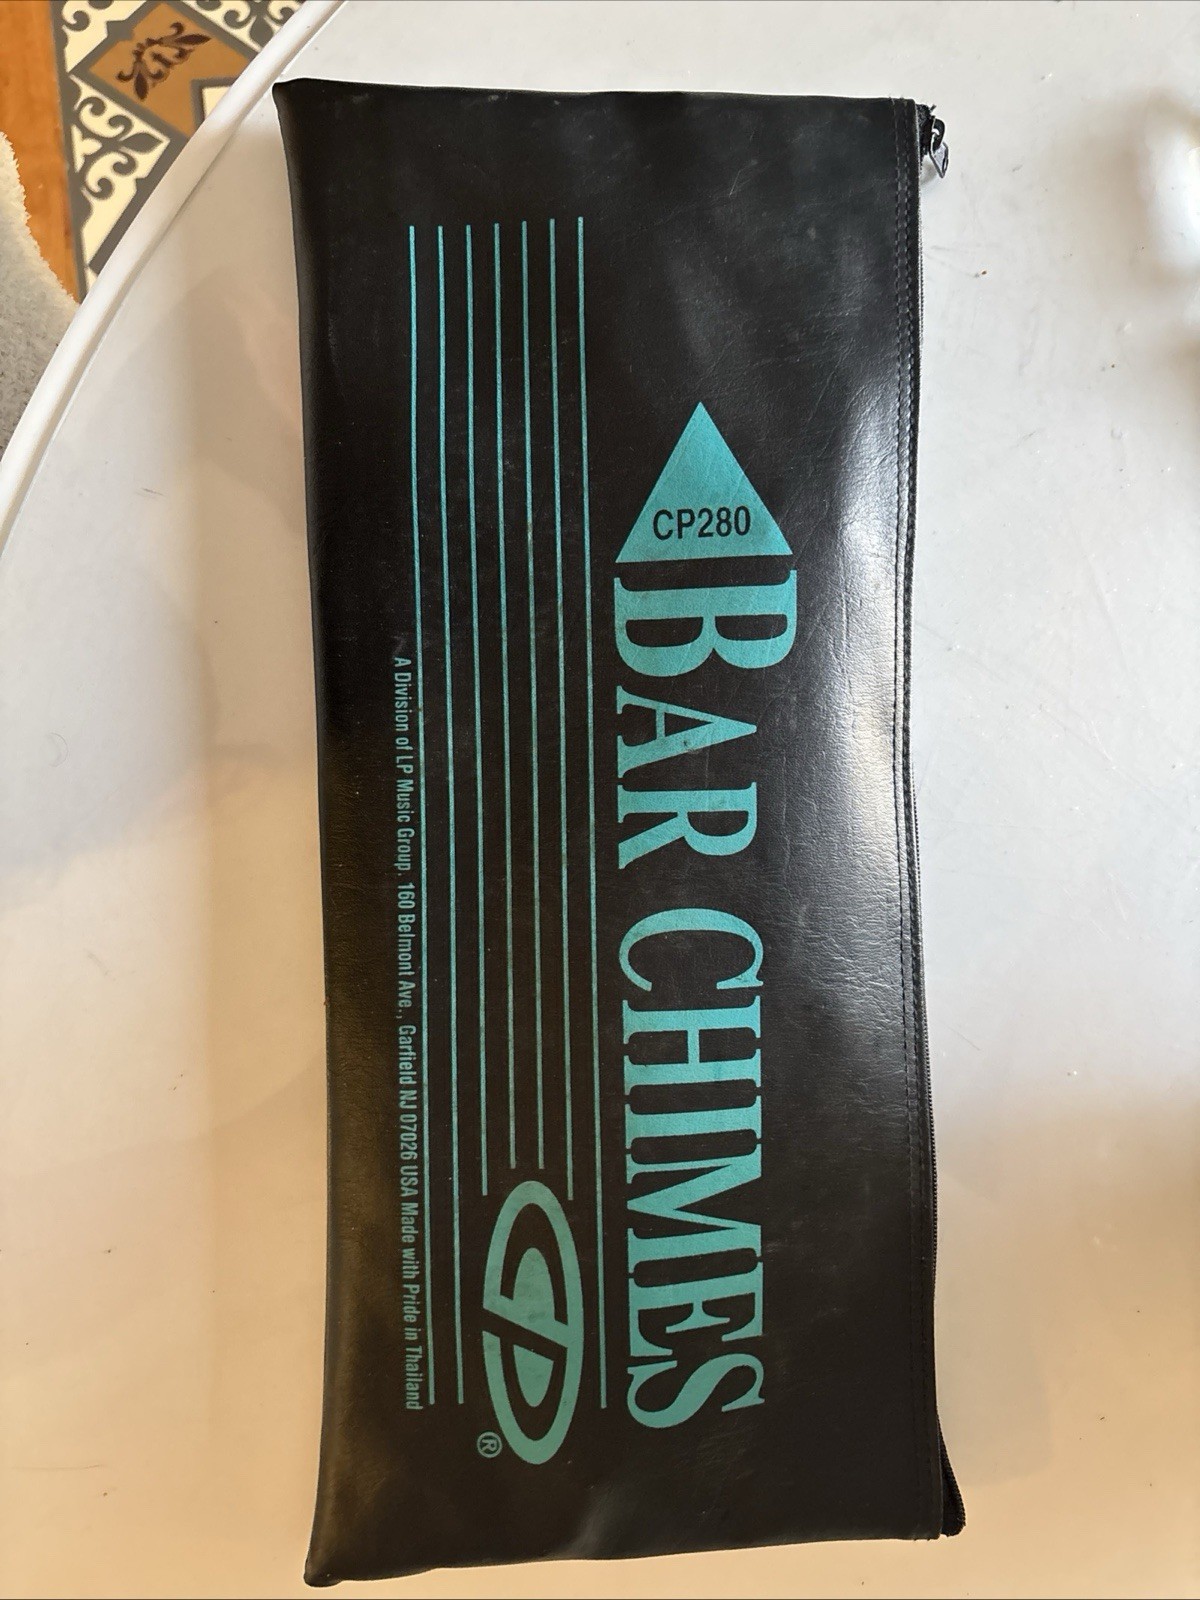 CP280
BAR CHIMES
CP®
A Division of LP Music Group. 160 Belmont Ave., Garfield NJ 07026 USA Made with Pride in Thailand